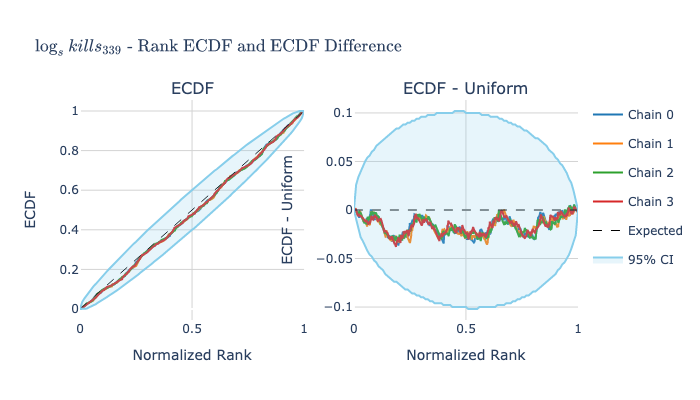 log_s kills_339 - Rank ECDF and ECDF Difference
ECDF
ECDF - Uniform
1
0.8
0.6
0.4
0.2
0
0
0.5
1
ECDF
Normalized Rank
0.1
0.05
0
−0.05
−0.1
0
0.5
1
ECDF - Uniform
Normalized Rank
Chain 0
Chain 1
Chain 2
Chain 3
Expected
95% CI